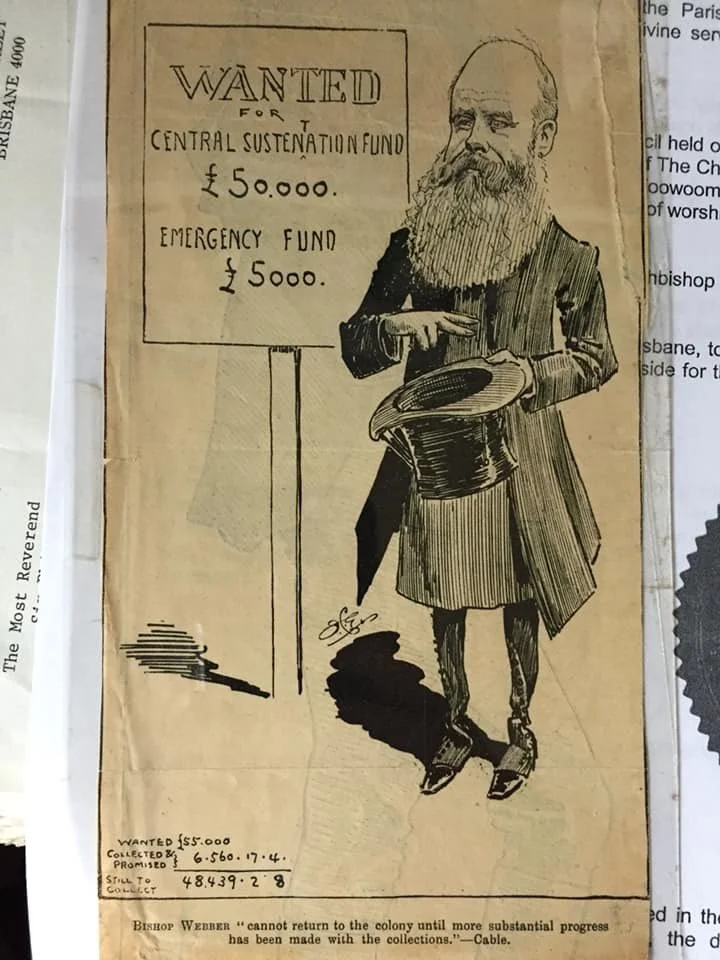 BRISBANE 4000
The Most Reverend
WANTED
FOR
T
CENTRAL SUSTENATIION FUND
£50.000.
EMERGENCY FUND
£5000.
WANTED £55.000
COLLECTED &
PROMISED } 6.560.17.4.
STILL TO
COLLECT 48.439.2 8
BISHOP WEBBER "cannot return to the colony until more substantial progress
has been made with the collections."—Cable.
the Paris
ivine ser
cil held o
f The Ch
oowoom
of worsh
hbishop
sbane, to
side for t
ed in the
the d